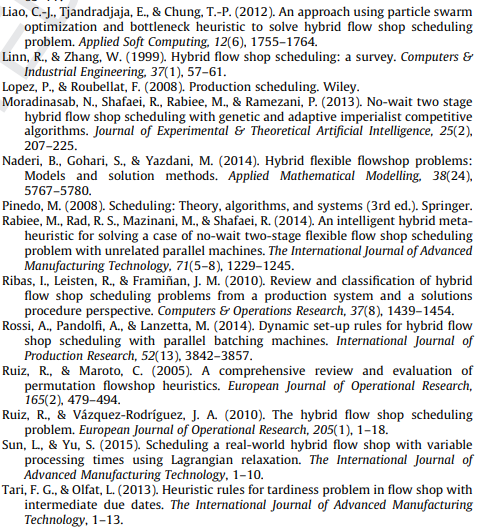 Liao, C.-J., Tjandradjaja, E., & Chung, T.-P. (2012). An approach using particle swarm
optimization and bottleneck heuristic to solve hybrid flow shop scheduling
problem. Applied Soft Computing, 12(6), 1755–1764.
Linn, R., & Zhang, W. (1999). Hybrid flow shop scheduling: a survey. Computers &
Industrial Engineering, 37(1), 57–61.
Lopez, P., & Roubellat, F. (2008). Production scheduling. Wiley.
Moradinasab, N., Shafaei, R., Rabiee, M., & Ramezani, P. (2013). No-wait two stage
hybrid flow shop scheduling with genetic and adaptive imperialist competitive
algorithms. Journal of Experimental & Theoretical Artificial Intelligence, 25(2),
207–225.
Naderi, B., Gohari, S., & Yazdani, M. (2014). Hybrid flexible flowshop problems:
Models and solution methods. Applied Mathematical Modelling, 38(24),
5767–5780.
Pinedo, M. (2008). Scheduling: Theory, algorithms, and systems (3rd ed.). Springer.
Rabiee, M., Rad, R. S., Mazinani, M., & Shafaei, R. (2014). An intelligent hybrid meta-
heuristic for solving a case of no-wait two-stage flexible flow shop scheduling
problem with unrelated parallel machines. The International Journal of Advanced
Manufacturing Technology, 71(5–8), 1229–1245.
Ribas, I., Leisten, R., & Framiñan, J. M. (2010). Review and classification of hybrid
flow shop scheduling problems from a production system and a solutions
procedure perspective. Computers & Operations Research, 37(8), 1439–1454.
Rossi, A., Pandolfi, A., & Lanzetta, M. (2014). Dynamic set-up rules for hybrid flow
shop scheduling with parallel batching machines. International Journal of
Production Research, 52(13), 3842–3857.
Ruiz, R., & Maroto, C. (2005). A comprehensive review and evaluation of
permutation flowshop heuristics. European Journal of Operational Research,
165(2), 479–494.
Ruiz, R., & Vázquez-Rodríguez, J. A. (2010). The hybrid flow shop scheduling
problem. European Journal of Operational Research, 205(1), 1–18.
Sun, L., & Yu, S. (2015). Scheduling a real-world hybrid flow shop with variable
processing times using Lagrangian relaxation. The International Journal of
Advanced Manufacturing Technology, 1–10.
Tari, F. G., & Olfat, L. (2013). Heuristic rules for tardiness problem in flow shop with
intermediate due dates. The International Journal of Advanced Manufacturing
Technology, 1–13.